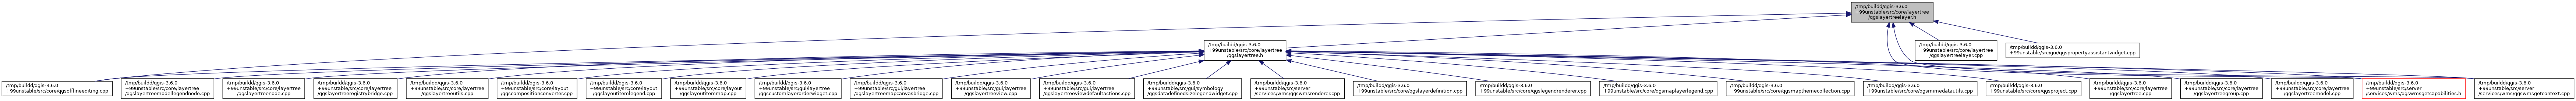 /tmp/buildd/qgis-3.6.0
+99unstable/src/core/layertree
/qgslayertreelayer.h
/tmp/buildd/qgis-3.6.0
+99unstable/src/core/layertree
/qgslayertree.h
/tmp/buildd/qgis-3.6.0
+99unstable/src/core/layertree
/qgslayertreelayer.cpp
/tmp/buildd/qgis-3.6.0
+99unstable/src/gui/qgspropertyassistantwidget.cpp
/tmp/buildd/qgis-3.6.0
+99unstable/src/core/qgsofflineediting.cpp
/tmp/buildd/qgis-3.6.0
+99unstable/src/core/layertree
/qgslayertreemodellegendnode.cpp
/tmp/buildd/qgis-3.6.0
+99unstable/src/core/layertree
/qgslayertreenode.cpp
/tmp/buildd/qgis-3.6.0
+99unstable/src/core/layertree
/qgslayertreeregistrybridge.cpp
/tmp/buildd/qgis-3.6.0
+99unstable/src/core/layertree
/qgslayertreeutils.cpp
/tmp/buildd/qgis-3.6.0
+99unstable/src/core/layout
/qgscompositionconverter.cpp
/tmp/buildd/qgis-3.6.0
+99unstable/src/core/layout
/qgslayoutitemlegend.cpp
/tmp/buildd/qgis-3.6.0
+99unstable/src/core/layout
/qgslayoutitemmap.cpp
/tmp/buildd/qgis-3.6.0
+99unstable/src/gui/layertree
/qgscustomlayerorderwidget.cpp
/tmp/buildd/qgis-3.6.0
+99unstable/src/gui/layertree
/qgslayertreemapcanvasbridge.cpp
/tmp/buildd/qgis-3.6.0
+99unstable/src/gui/layertree
/qgslayertreeview.cpp
/tmp/buildd/qgis-3.6.0
+99unstable/src/gui/layertree
/qgslayertreeviewdefaultactions.cpp
/tmp/buildd/qgis-3.6.0
+99unstable/src/gui/symbology
/qgsdatadefinedsizelegendwidget.cpp
/tmp/buildd/qgis-3.6.0
+99unstable/src/server
/services/wms/qgswmsrenderer.cpp
/tmp/buildd/qgis-3.6.0
+99unstable/src/core/qgslayerdefinition.cpp
/tmp/buildd/qgis-3.6.0
+99unstable/src/core/qgslegendrenderer.cpp
/tmp/buildd/qgis-3.6.0
+99unstable/src/core/qgsmaplayerlegend.cpp
/tmp/buildd/qgis-3.6.0
+99unstable/src/core/qgsmapthemecollection.cpp
/tmp/buildd/qgis-3.6.0
+99unstable/src/core/qgsmimedatautils.cpp
/tmp/buildd/qgis-3.6.0
+99unstable/src/core/qgsproject.cpp
/tmp/buildd/qgis-3.6.0
+99unstable/src/core/layertree
/qgslayertree.cpp
/tmp/buildd/qgis-3.6.0
+99unstable/src/core/layertree
/qgslayertreegroup.cpp
/tmp/buildd/qgis-3.6.0
+99unstable/src/core/layertree
/qgslayertreemodel.cpp
/tmp/buildd/qgis-3.6.0
+99unstable/src/server
/services/wms/qgswmsgetcapabilities.h
/tmp/buildd/qgis-3.6.0
+99unstable/src/server
/services/wms/qgswmsgetcontext.cpp